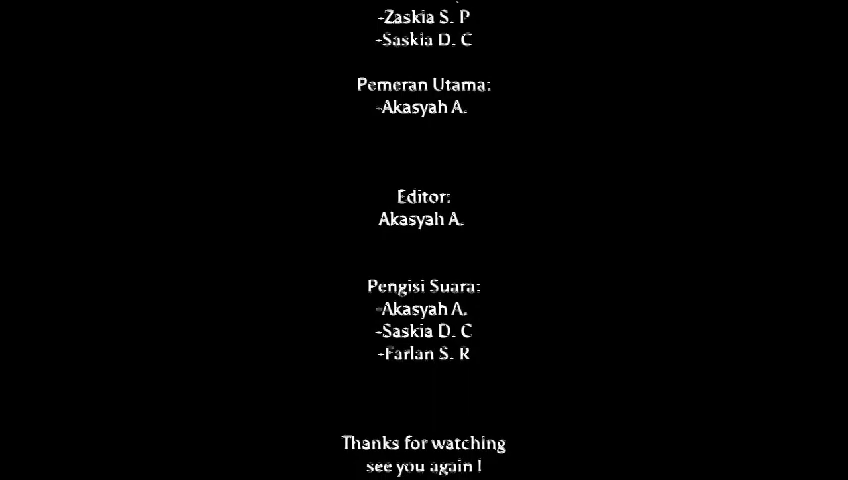 -Zaskia S. P
-Saskia D. C
Pemeran Utama:
-Akasyah A.
Editor:
Akasyah A.
Pengisi Suara:
-Akasyah A.
-Saskia D. C
-Farlan S. R
Thanks for watching
see you again !